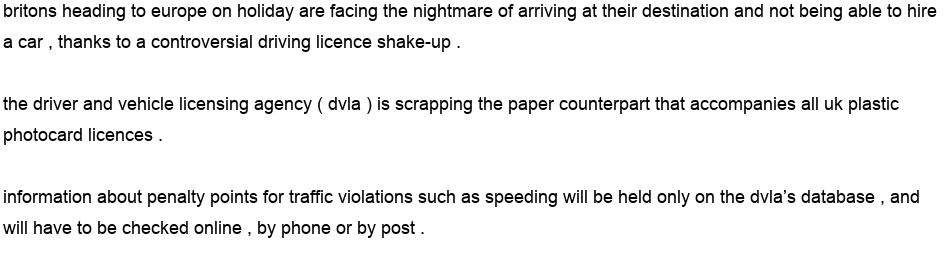 britons heading to europe on holiday are facing the nightmare of arriving at their destination and not being able to hire
a car , thanks to a controversial driving licence shake-up .
the driver and vehicle licensing agency ( dvla ) is scrapping the paper counterpart that accompanies all uk plastic
photocard licences .
information about penalty points for traffic violations such as speeding will be held only on the dvla’s database , and
will have to be checked online , by phone or by post .